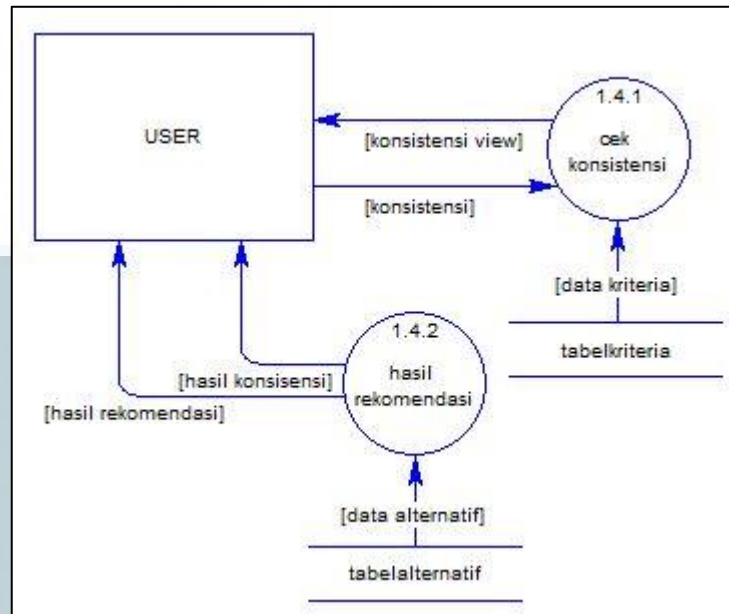 USER
1.4.1
cek
konsistensi
[konsistensi view]
[konsistensi]
[data kriteria]
tabelkriteria
1.4.2
hasil
rekomendasi
[hasil konsisensi]
[hasil rekomendasi]
[data alternatif]
tabelalternatif